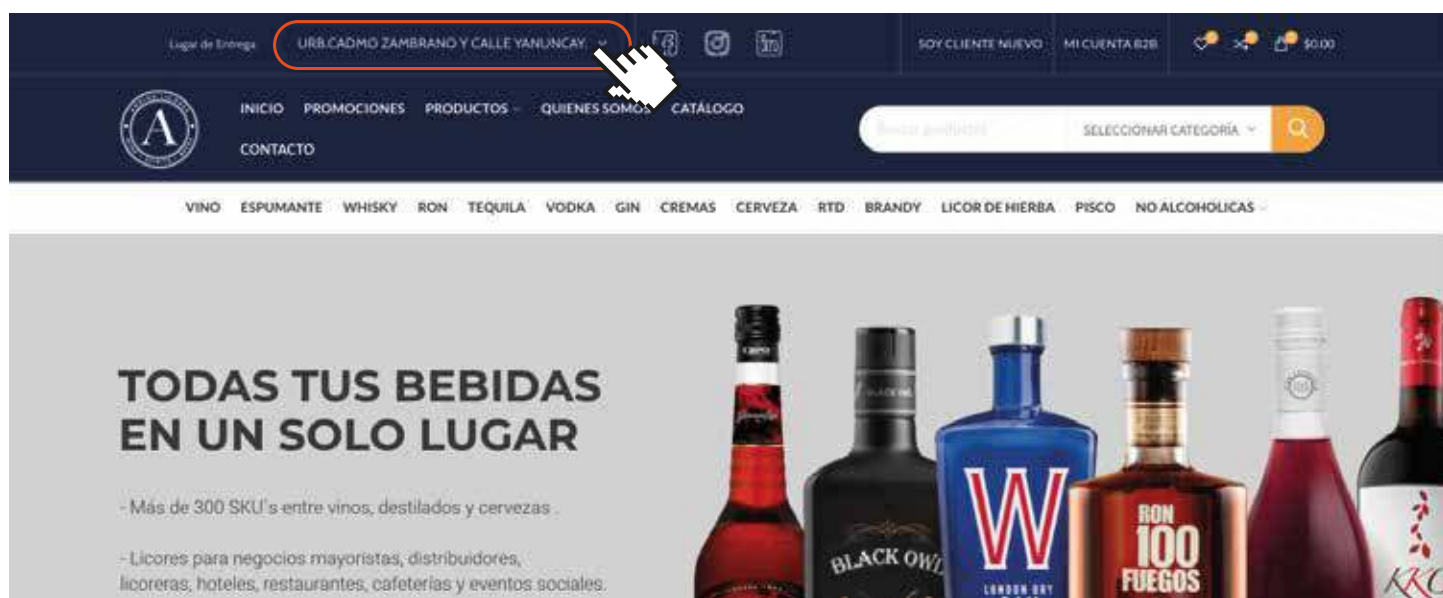 Lugar de Entrega URB.CADMO ZAMBRANO Y CALLE YANUNCAY SOY CLIENTE NUEVO MI CUENTA B2B $0.00
INICIO PROMOCIONES PRODUCTOS QUIENES SOMOS CATÁLOGO
CONTACTO
A
Buscar productos SELECCIONAR CATEGORÍA
VINO ESPUMANTE WHISKY RON TEQUILA VODKA GIN CREMAS CERVEZA RTD BRANDY LICOR DE HIERBA PISCO NO ALCOHOLICAS
TODAS TUS BEBIDAS
EN UN SOLO LUGAR
- Más de 300 SKU's entre vinos, destilados y cervezas .
- Licores para negocios mayoristas, distribuidores,
licoreras, hoteles, restaurantes, cafeterías y eventos sociales.
BLACK OWL
W
LONDON DRY
RON
100
FUEGOS
KKO